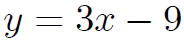 y = 3x − 9